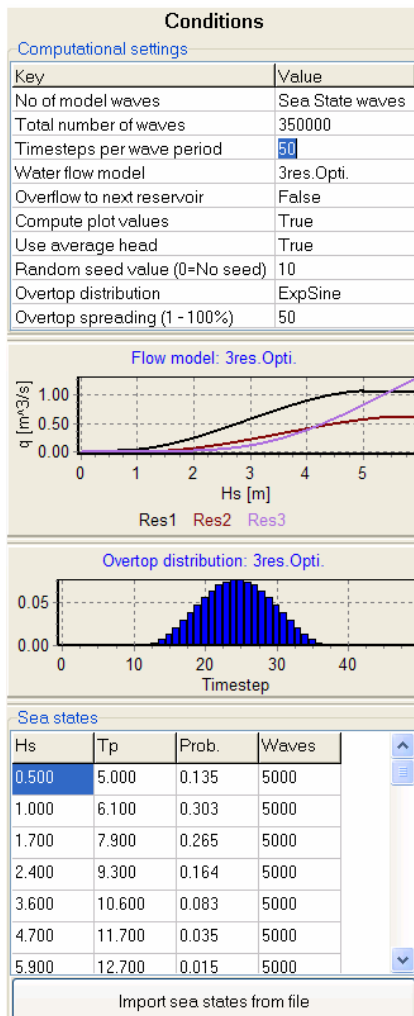 Conditions
Computational settings
Key Value
No of model waves Sea State waves
Total number of waves 350000
Timesteps per wave period 50
Water flow model 3res.Opti.
Overflow to next reservoir False
Compute plot values True
Use average head True
Random seed value (0=No seed) 10
Overtop distribution ExpSine
Overtop spreading (1 - 100%) 50
Flow model: 3res.Opti.
q [m^3/s]
1.00
0.50
0.00
0 1 2 3 4 5
Hs [m]
Res1 Res2 Res3
Overtop distribution: 3res.Opti.
0.05
0.00
0 10 20 30 40
Timestep
Sea states
Hs Tp Prob. Waves
0.500 5.000 0.135 5000
1.000 6.100 0.303 5000
1.700 7.900 0.265 5000
2.400 9.300 0.164 5000
3.600 10.600 0.083 5000
4.700 11.700 0.035 5000
5.900 12.700 0.015 5000
Import sea states from file